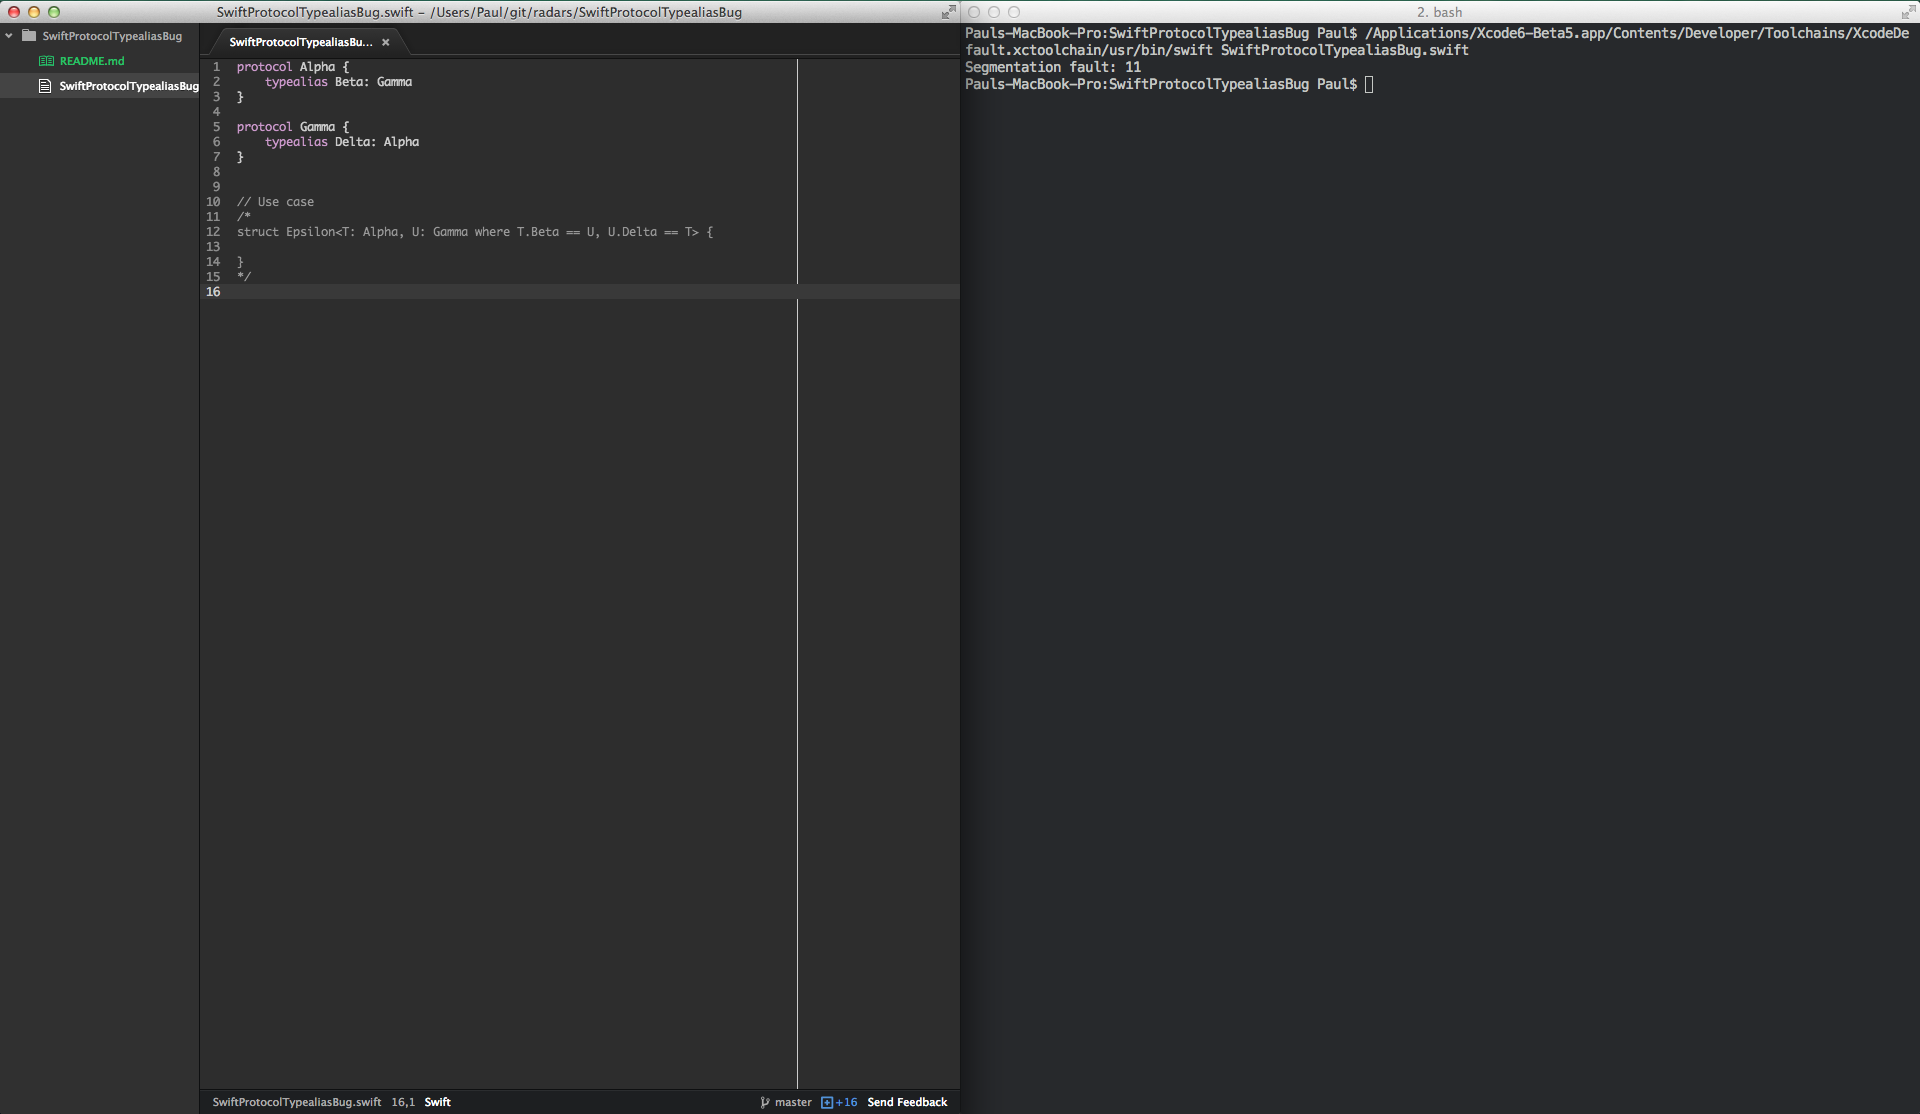 SwiftProtocolTypealiasBug.swift – /Users/Paul/git/radars/SwiftProtocolTypealiasBug
SwiftProtocolTypealiasBug
README.md
SwiftProtocolTypealiasBug
SwiftProtocolTypealiasBu...
1 protocol Alpha {
2 typealias Beta: Gamma
3 }
4
5 protocol Gamma {
6 typealias Delta: Alpha
7 }
8
9
10 // Use case
11 /*
12 struct Epsilon<T: Alpha, U: Gamma where T.Beta == U, U.Delta == T> {
13
14 }
15 */
16
SwiftProtocolTypealiasBug.swift 16,1 Swift
master +16 Send Feedback
2. bash
Pauls-MacBook-Pro:SwiftProtocolTypealiasBug Paul$ /Applications/Xcode6-Beta5.app/Contents/Developer/Toolchains/XcodeDe
fault.xctoolchain/usr/bin/swift SwiftProtocolTypealiasBug.swift
Segmentation fault: 11
Pauls-MacBook-Pro:SwiftProtocolTypealiasBug Paul$